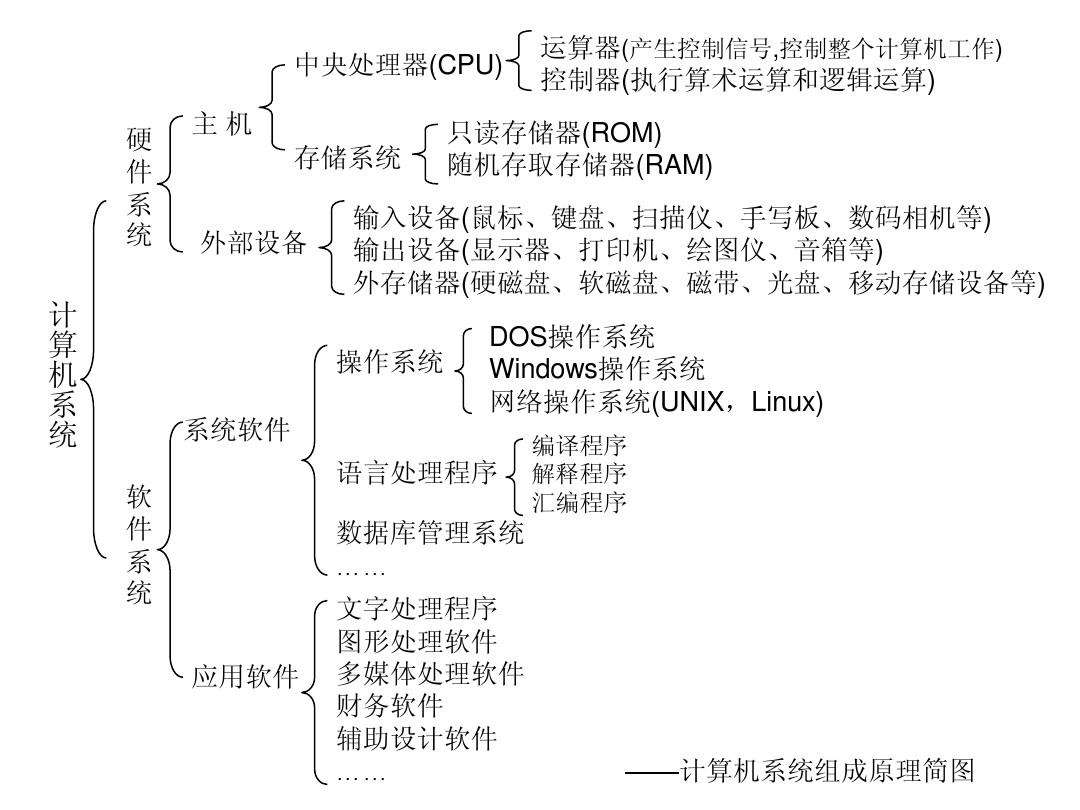 计算机系统
硬件系统
主 机
中央处理器(CPU)
运算器(产生控制信号,控制整个计算机工作)
控制器(执行算术运算和逻辑运算)
存储系统
只读存储器(ROM)
随机存取存储器(RAM)
外部设备
输入设备(鼠标、键盘、扫描仪、手写板、数码相机等)
输出设备(显示器、打印机、绘图仪、音箱等)
外存储器(硬磁盘、软磁盘、磁带、光盘、移动存储设备等)
软件系统
系统软件
操作系统
DOS操作系统
Windows操作系统
网络操作系统(UNIX，Linux)
语言处理程序
编译程序
解释程序
汇编程序
数据库管理系统
……
应用软件
文字处理程序
图形处理软件
多媒体处理软件
财务软件
辅助设计软件
……
——计算机系统组成原理简图